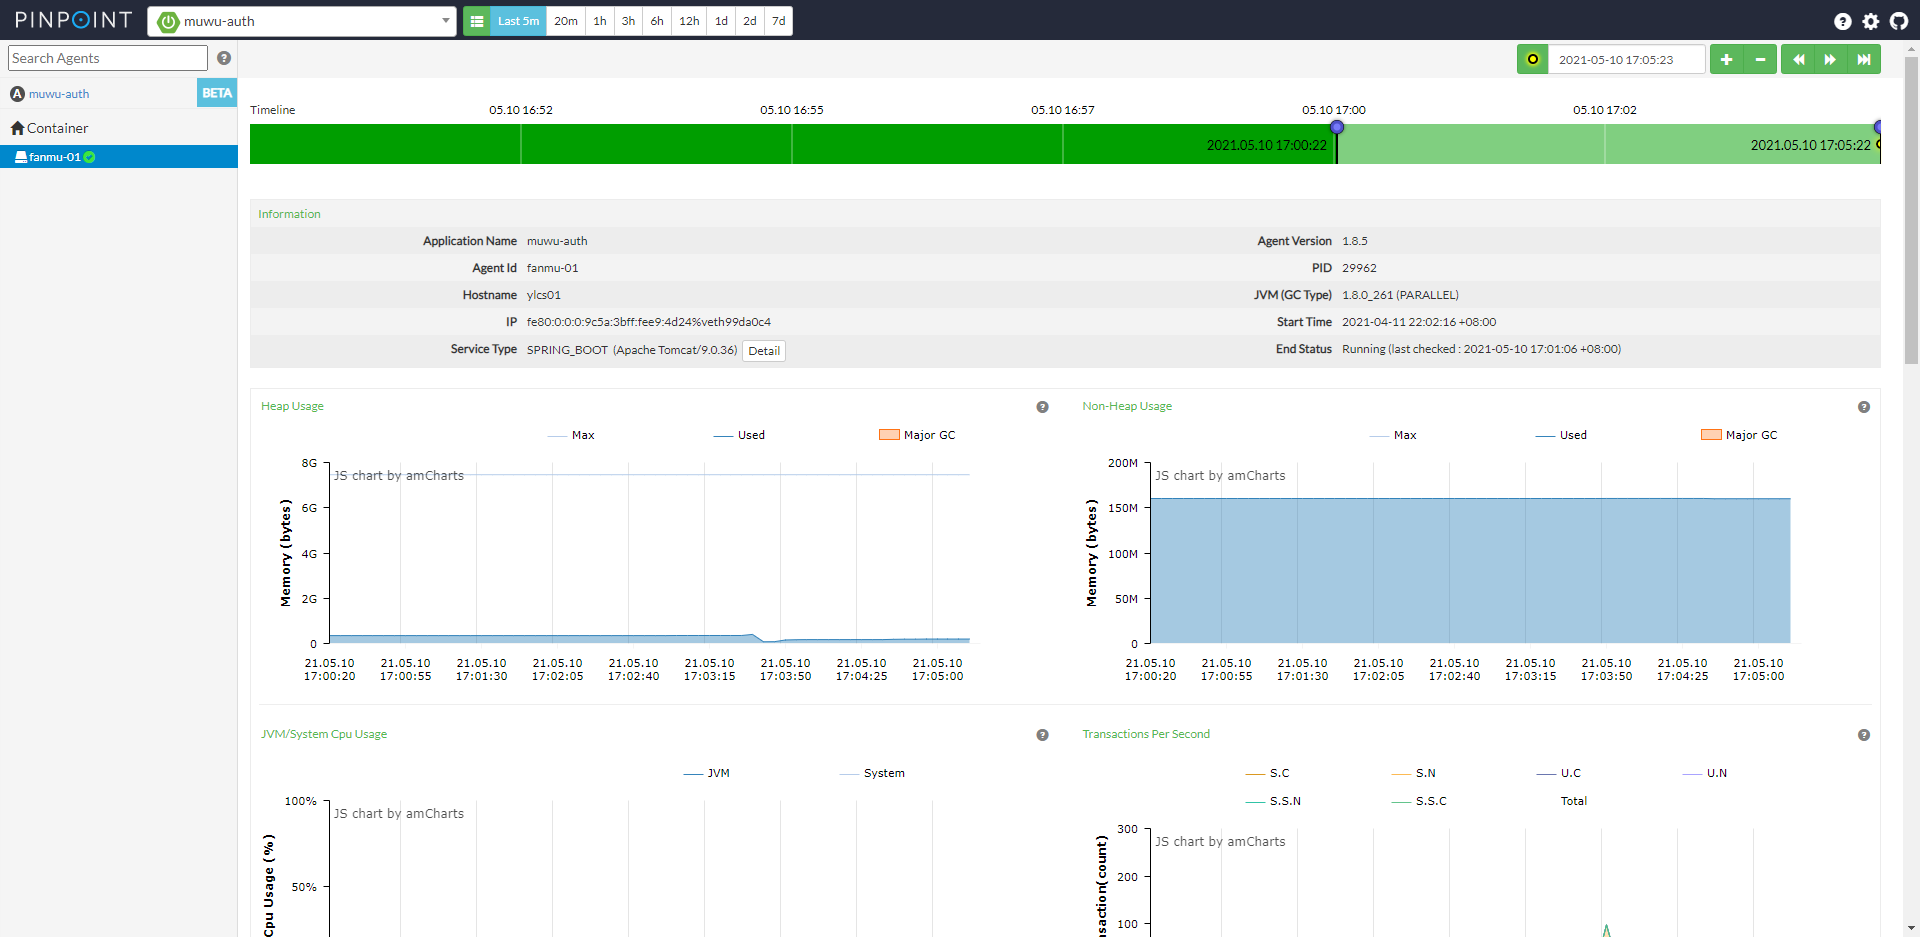 PINPOINT muwu-auth Last 5m 20m 1h 3h 6h 12h 1d 2d 7d
Search Agents
2021-05-10 17:05:23
muwu-auth BETA
Container
fanmu-01
Timeline 05.10 16:52 05.10 16:55 05.10 16:57 05.10 17:00 05.10 17:02
2021.05.10 17:00:22 2021.05.10 17:05:22
Information
Application Name muwu-auth Agent Version 1.8.5
Agent Id fanmu-01 PID 29962
Hostname ylcs01 JVM (GC Type) 1.8.0_261 (PARALLEL)
IP fe80:0:0:0:9c5a:3bff:fee9:4d24%veth99da0c4 Start Time 2021-04-11 22:02:16 +08:00
Service Type SPRING_BOOT (Apache Tomcat/9.0.36) Detail End Status Running (last checked : 2021-05-10 17:01:06 +08:00)
Heap Usage
Max Used Major GC
JS chart by amCharts
Memory (bytes)
8G
6G
4G
2G
0
21.05.10 21.05.10 21.05.10 21.05.10 21.05.10 21.05.10 21.05.10 21.05.10 21.05.10
17:00:20 17:00:55 17:01:30 17:02:05 17:02:40 17:03:15 17:03:50 17:04:25 17:05:00
Non-Heap Usage
Max Used Major GC
JS chart by amCharts
Memory (bytes)
200M
150M
100M
50M
0
21.05.10 21.05.10 21.05.10 21.05.10 21.05.10 21.05.10 21.05.10 21.05.10 21.05.10
17:00:20 17:00:55 17:01:30 17:02:05 17:02:40 17:03:15 17:03:50 17:04:25 17:05:00
JVM/System Cpu Usage
JVM System
JS chart by amCharts
Cpu Usage (%)
100%
50%
Transactions Per Second
S.C S.N U.C U.N
S.S.N S.S.C Total
JS chart by amCharts
saction(count)
300
200
100